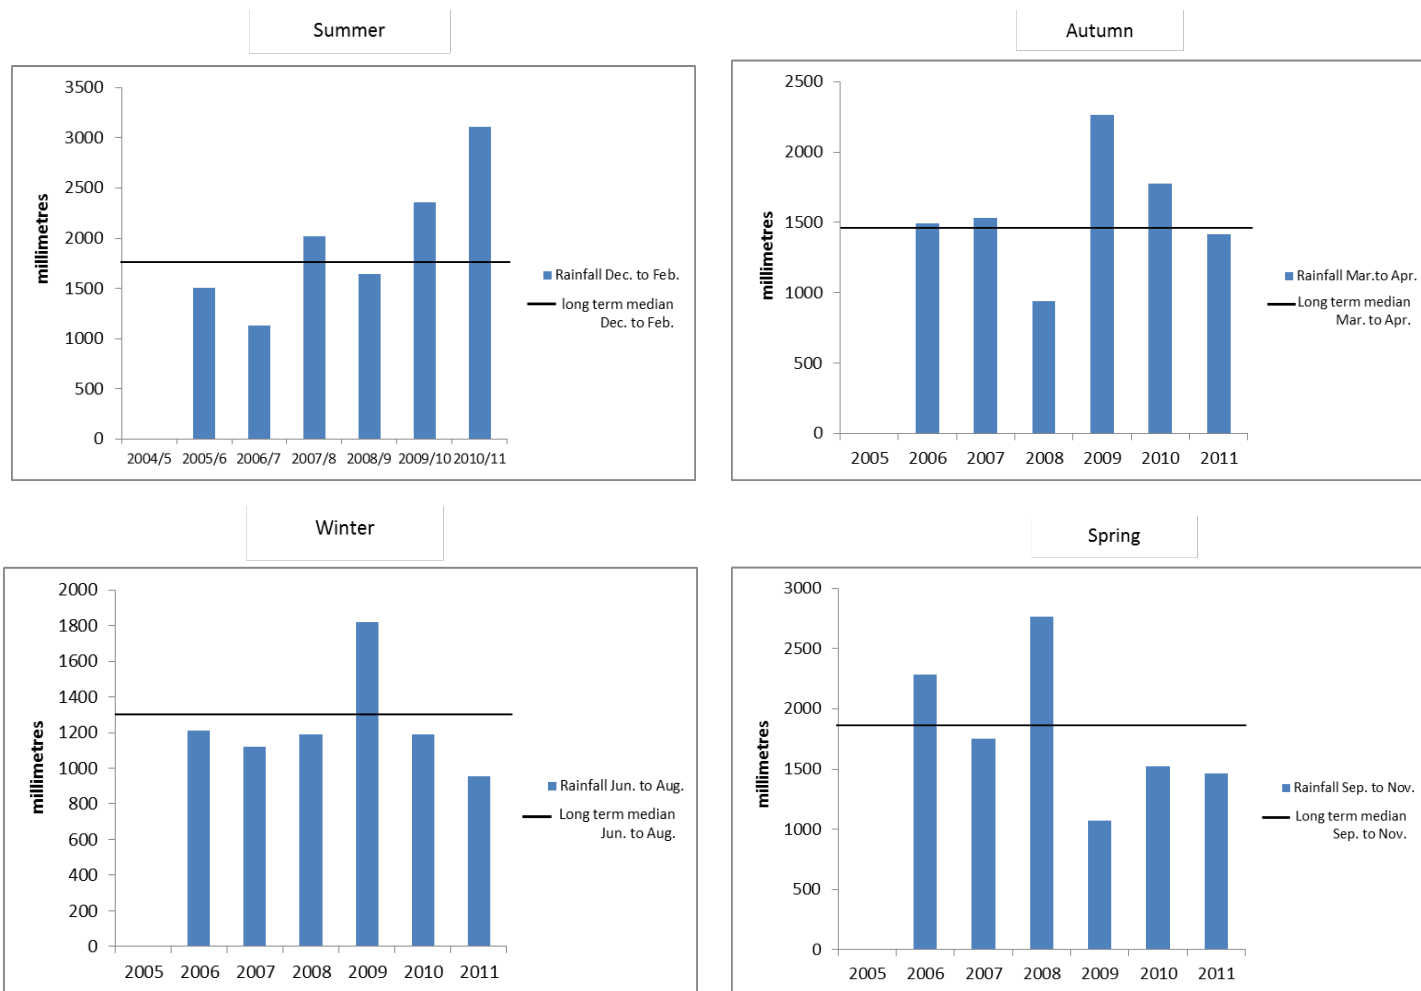 Summer
3500
3000
2500
2000
1500
1000
500
0
millimetres
2004/5 2005/6 2006/7 2007/8 2008/9 2009/10 2010/11
Rainfall Dec. to Feb.
long term median
Dec. to Feb.
Autumn
2500
2000
1500
1000
500
0
millimetres
2005 2006 2007 2008 2009 2010 2011
Rainfall Mar.to Apr.
Long term median
Mar. to Apr.
Winter
2000
1800
1600
1400
1200
1000
800
600
400
200
0
millimetres
2005 2006 2007 2008 2009 2010 2011
Rainfall Jun. to Aug.
Long term median
Jun. to Aug.
Spring
3000
2500
2000
1500
1000
500
0
millimetres
2005 2006 2007 2008 2009 2010 2011
Rainfall Sep. to Nov.
Long term median
Sep. to Nov.